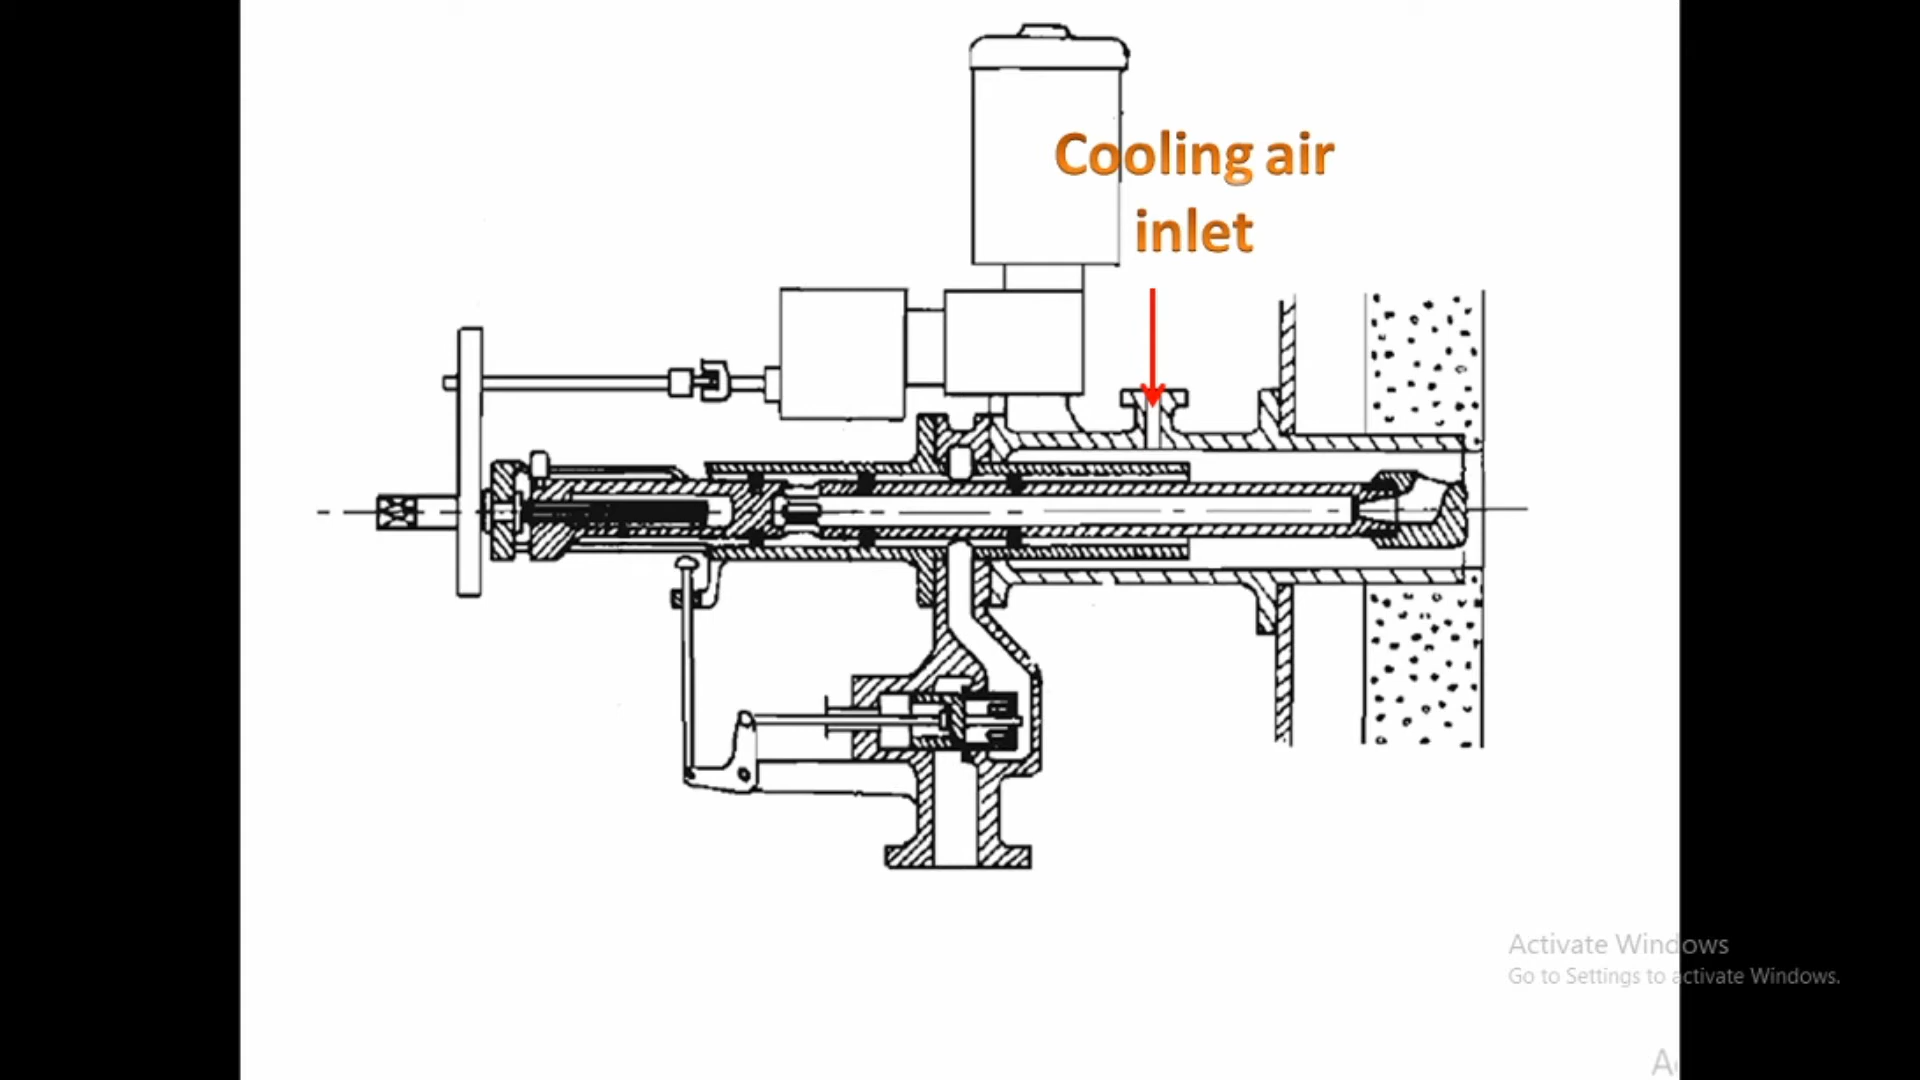 Cooling air
inlet
Activate Windows
Go to Settings to activate Windows.